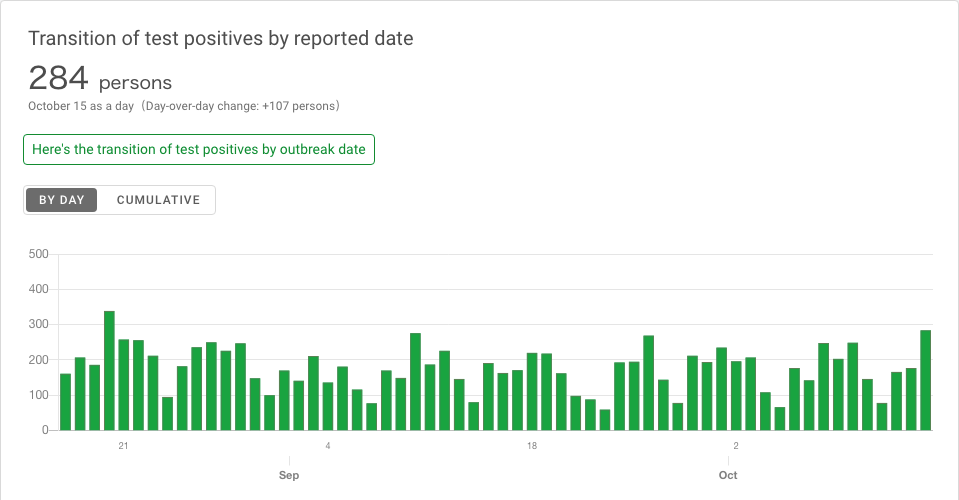 Transition of test positives by reported date
284 persons
October 15 as a day（Day-over-day change: +107 persons）
Here's the transition of test positives by outbreak date
BY DAY CUMULATIVE
500
400
300
200
100
0
21 4 18 2
Sep Oct